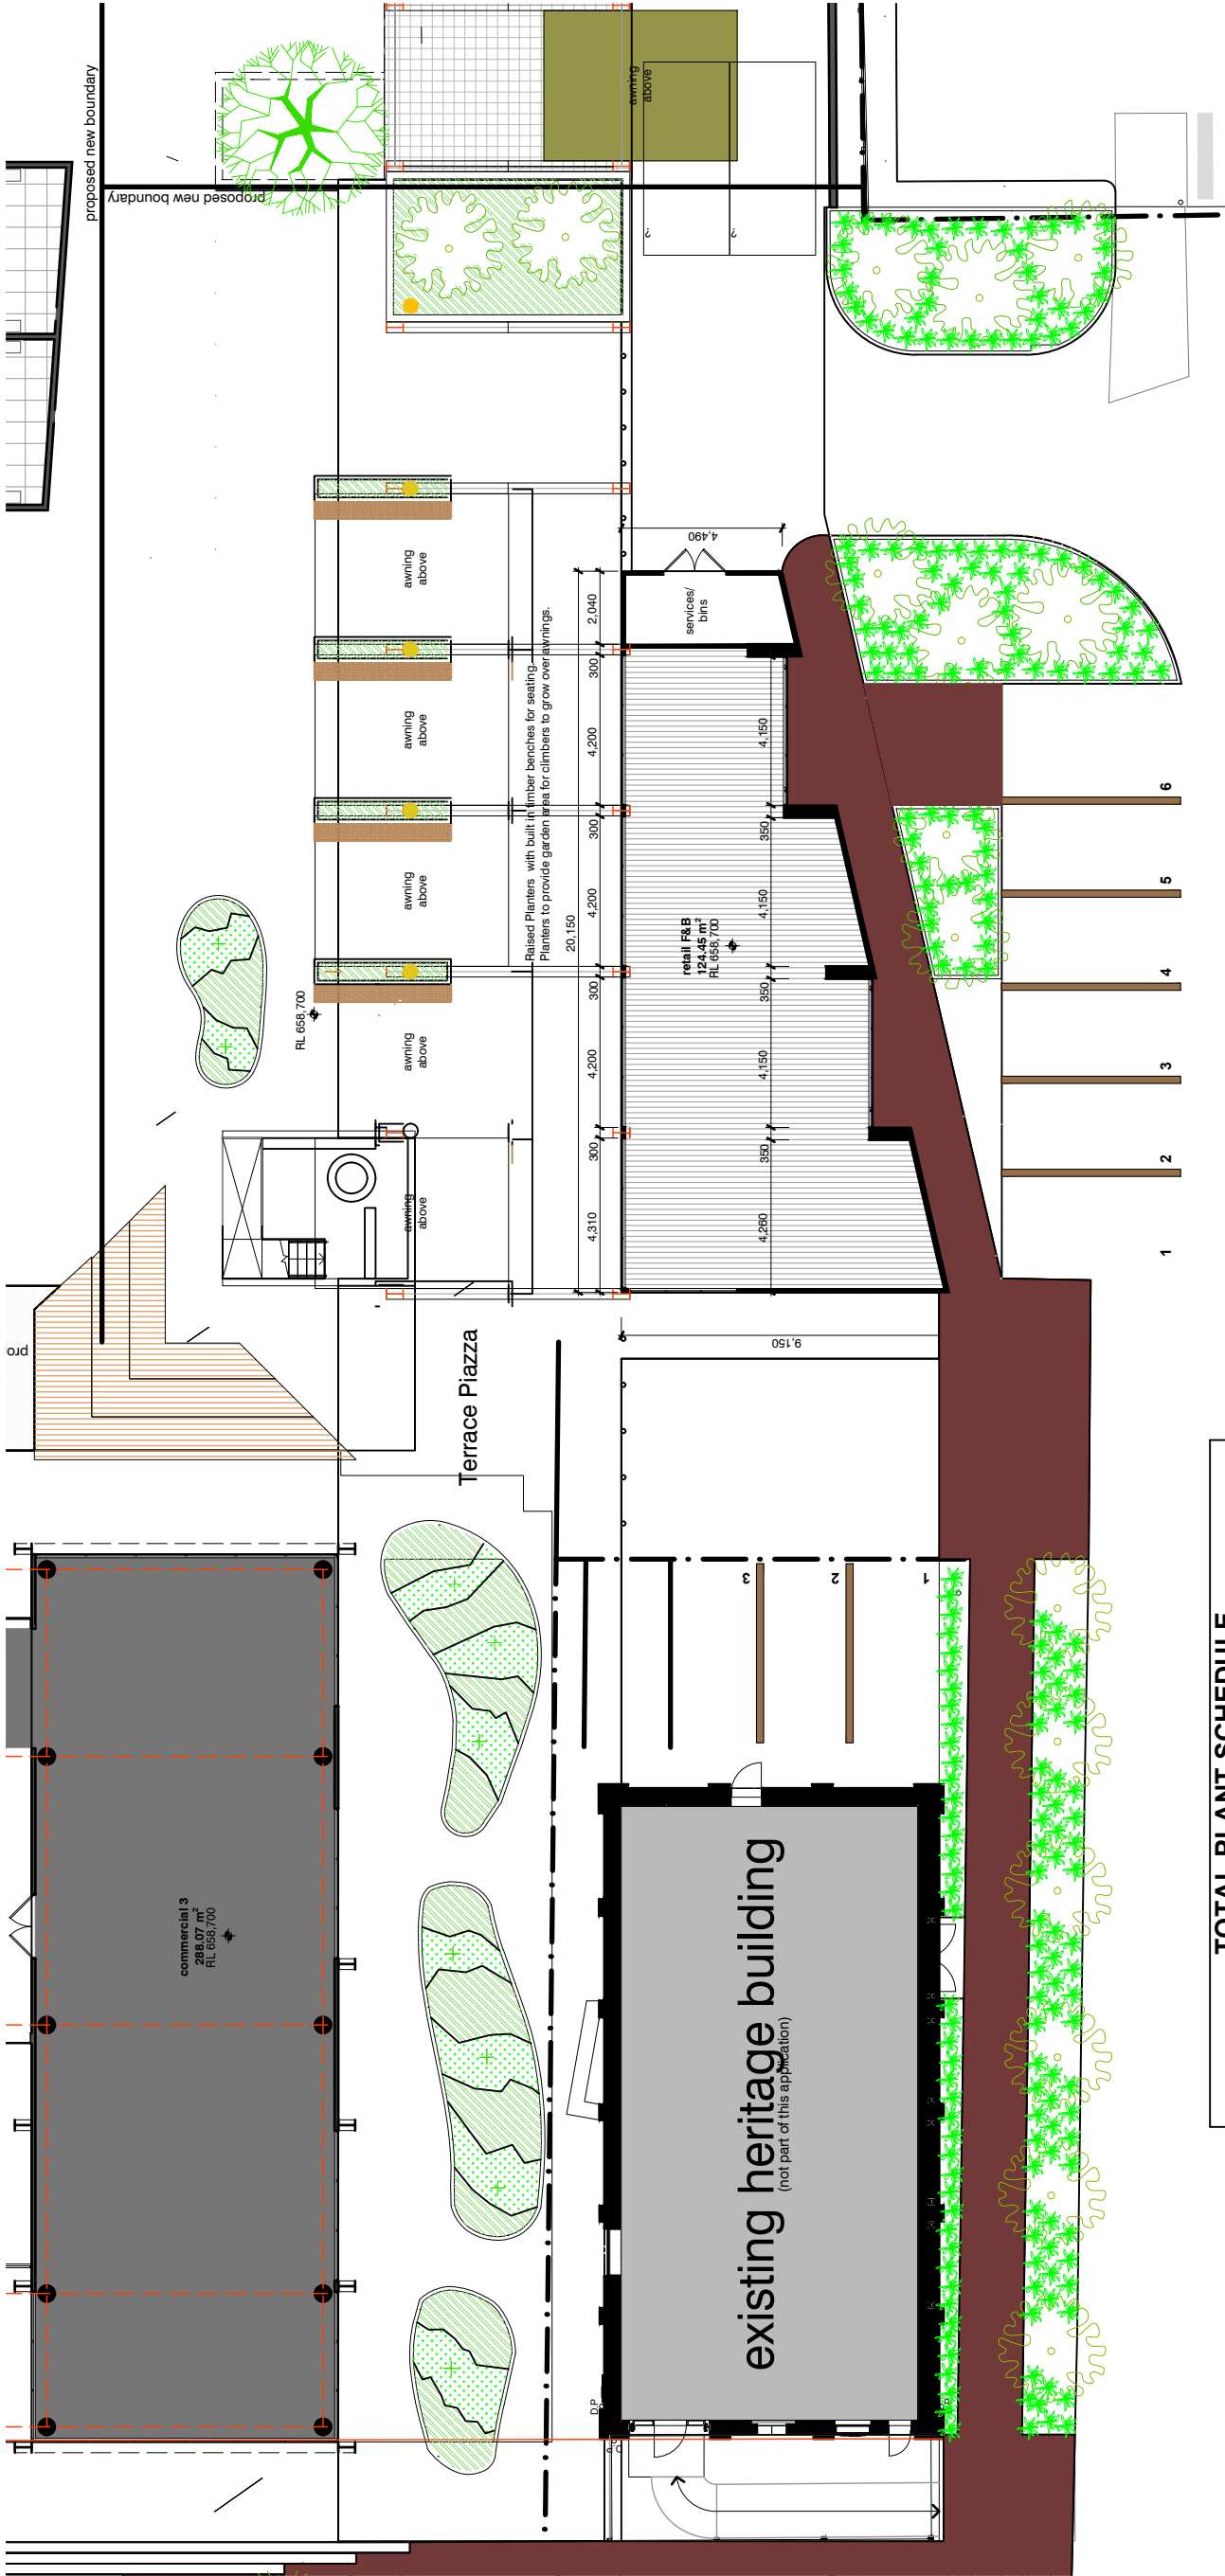 proposed new boundary
proposed new boundary
awning
above
?
?
4,490
awning
above
2,040
services/
bins
300
awning
above
4,200
4,150
Raised Planters with built in timber benches for seating.
Planters to provide garden area for climbers to grow over awnings.
300
350
6
awning
above
4,200
4,150
5
20,150
retail F&B
124.45 m²
RL 658,700
300
350
4
RL 658,700
awning
above
4,200
4,150
3
300
350
2
awning
above
4,310
4,260
1
pro
9,150
Terrace Piazza
3
2
1
commercial 3
288.07 m²
RL 658,700
existing heritage building
(not part of this application)
D.P
TOTAL PLANT SCHEDULE